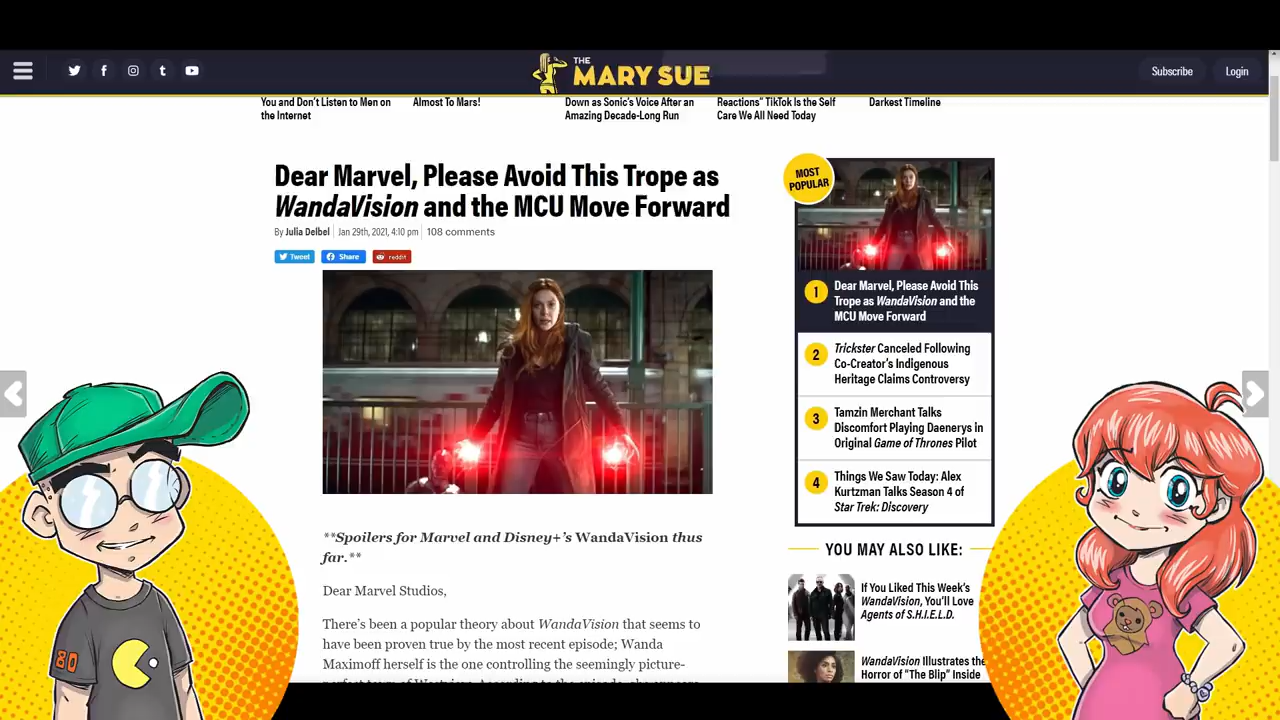 THE
MARY SUE
Subscribe
Login
You and Don't Listen to Men on
the Internet
Almost To Mars!
Down as Sonic's Voice After an
Amazing Decade-Long Run
Reactions" TikTok Is the Self
Care We All Need Today
Darkest Timeline
Dear Marvel, Please Avoid This Trope as
WandaVision and the MCU Move Forward
By Julia Delbel
Jan 29th, 2021, 4:10 pm
108 comments
Tweet
Share
reddit
**Spoilers for Marvel and Disney+'s WandaVision thus
far.**
Dear Marvel Studios,
There's been a popular theory about WandaVision that seems to
have been proven true by the most recent episode; Wanda
Maximoff herself is the one controlling the seemingly picture-
MOST
POPULAR
1
Dear Marvel, Please Avoid This
Trope as WandaVision and the
MCU Move Forward
2
Trickster Canceled Following
Co-Creator's Indigenous
Heritage Claims Controversy
3
Tamzin Merchant Talks
Discomfort Playing Daenerys in
Original Game of Thrones Pilot
4
Things We Saw Today: Alex
Kurtzman Talks Season 4 of
Star Trek: Discovery
YOU MAY ALSO LIKE:
If You Liked This Week's
WandaVision, You'll Love
Agents of S.H.I.E.L.D.
WandaVision Illustrates the
Horror of "The Blip" Inside
80